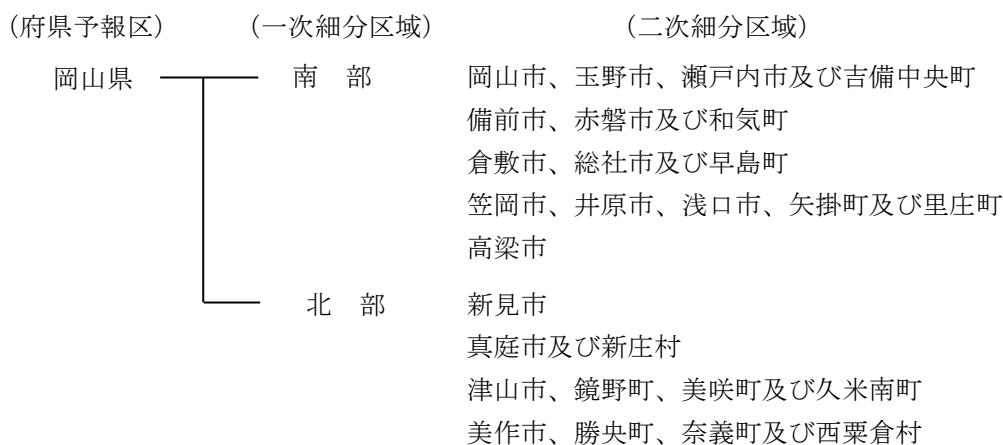 (府県予報区) (一次細分区域) (二次細分区域)
岡山県 南 部 岡山市、玉野市、瀬戸内市及び吉備中央町
備前市、赤磐市及び和気町
倉敷市、総社市及び早島町
笠岡市、井原市、浅口市、矢掛町及び里庄町
高梁市
北 部 新見市
真庭市及び新庄村
津山市、鏡野町、美咲町及び久米南町
美作市、勝央町、奈義町及び西粟倉村